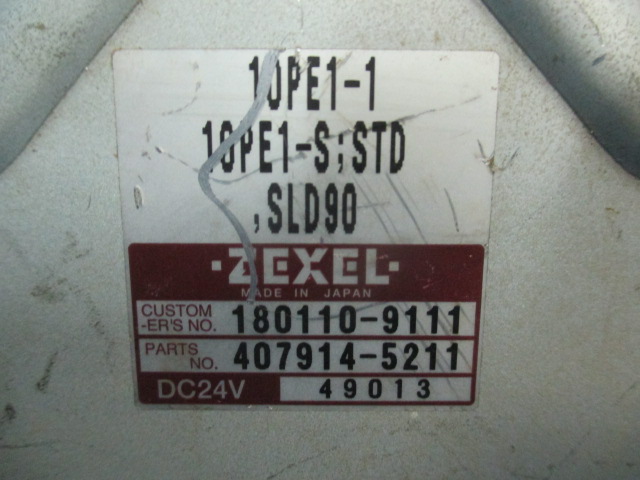 10PE1-1
10PE1-S;STD
,SLD90
·ZEXEL·
MADE IN JAPAN
CUSTOM
-ER'S NO. 180110-9111
PARTS
NO. 407914-5211
DC24V 49013